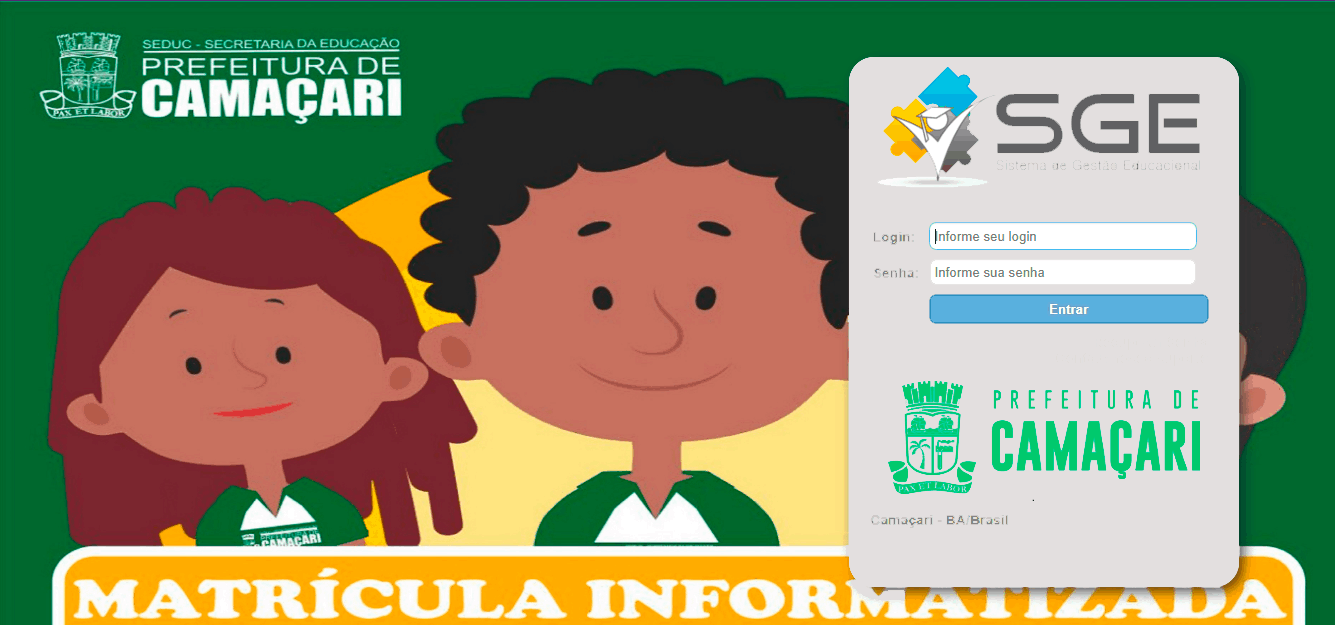 SEDUC - SECRETARIA DA EDUCAÇÃO
PREFEITURA DE
CAMAÇARI
PAX ET LABOR
SGE
Sistema de Gestão Educacional
Login:
Informe seu login
Senha:
Informe sua senha
Entrar
PREFEITURA DE
CAMAÇARI
PAX ET LABOR
Camaçari - BA/Brasil
CAMAÇARI
MATRÍCULA INFORMATIZADA